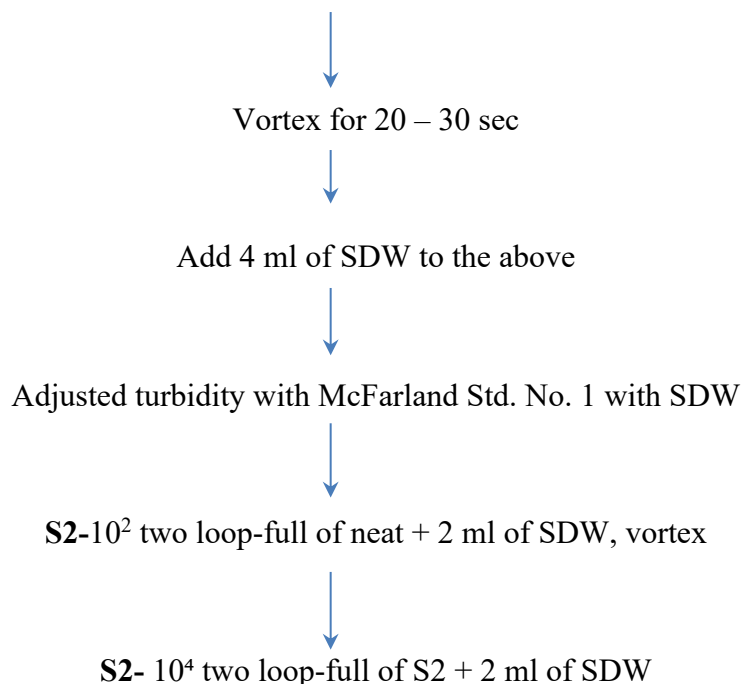 Vortex for 20 – 30 sec
Add 4 ml of SDW to the above
Adjusted turbidity with McFarland Std. No. 1 with SDW
S2-10² two loop-full of neat + 2 ml of SDW, vortex
S2- 10⁴ two loop-full of S2 + 2 ml of SDW